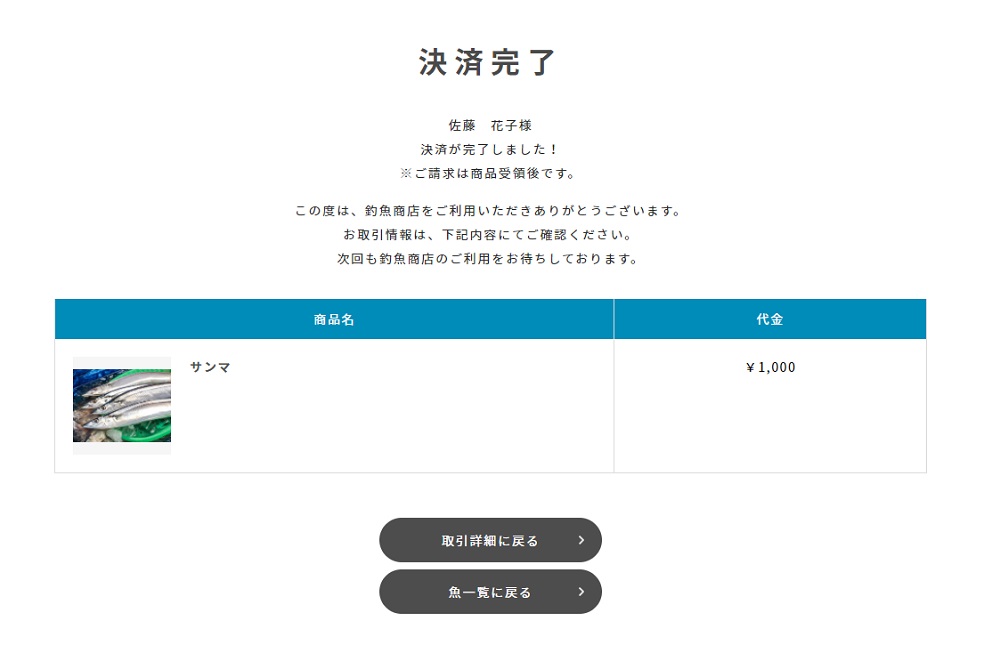 決済完了
佐藤　花子様
決済が完了しました！
※ご請求は商品受領後です。
この度は、釣魚商店をご利用いただきありがとうございます。
お取引情報は、下記内容にてご確認ください。
次回も釣魚商店のご利用をお待ちしております。
商品名 代金
サンマ ￥1,000
取引詳細に戻る
魚一覧に戻る